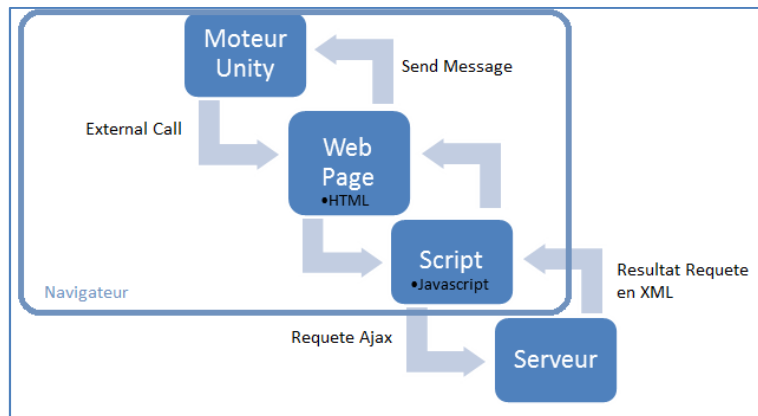 Moteur
Unity
Send Message
External Call
Web
Page
•HTML
Script
•Javascript
Navigateur
Resultat Requete
en XML
Requete Ajax
Serveur